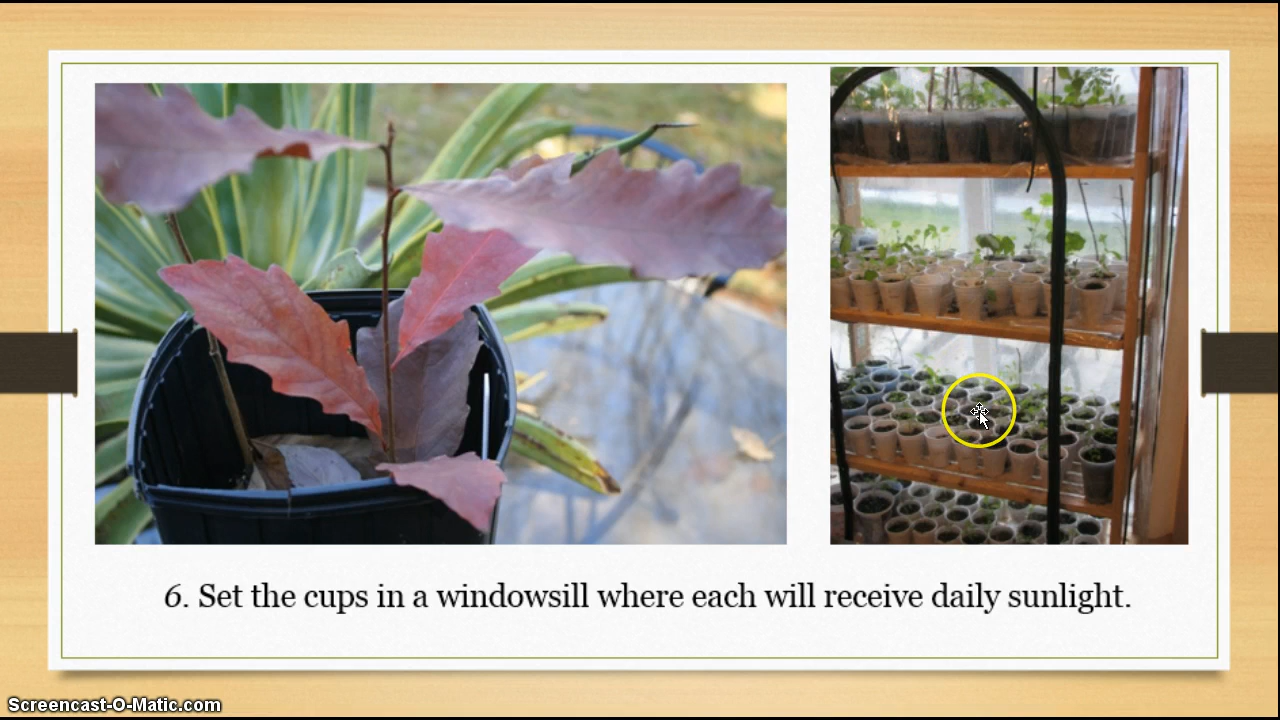 6. Set the cups in a windowsill where each will receive daily sunlight.
Screencast-O-Matic.com